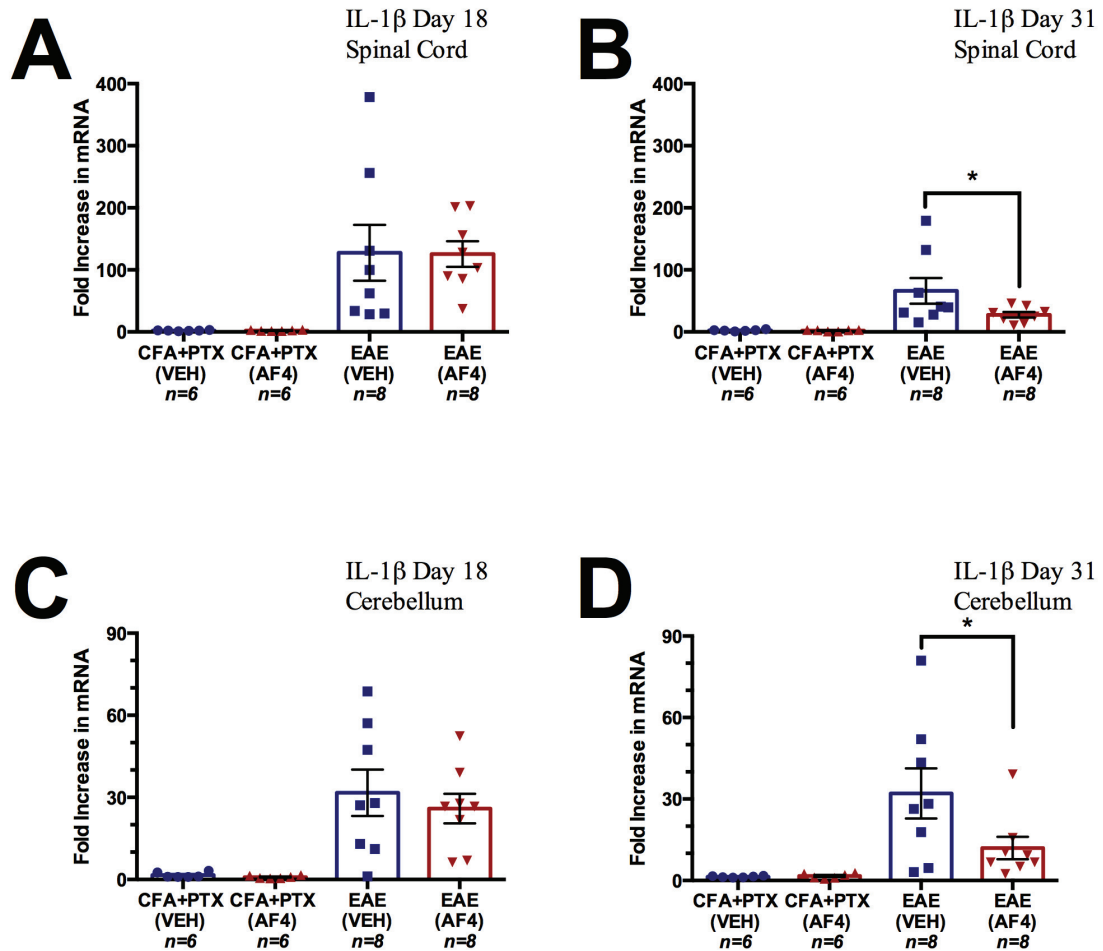 A
IL-1β Day 18
Spinal Cord
Fold Increase in mRNA
400
300
200
100
0
CFA+PTX
(VEH)
n=6
CFA+PTX
(AF4)
n=6
EAE
(VEH)
n=8
EAE
(AF4)
n=8
B
IL-1β Day 31
Spinal Cord
Fold Increase in mRNA
400
300
200
100
0
*
CFA+PTX
(VEH)
n=6
CFA+PTX
(AF4)
n=6
EAE
(VEH)
n=8
EAE
(AF4)
n=8
C
IL-1β Day 18
Cerebellum
Fold Increase in mRNA
90
60
30
0
CFA+PTX
(VEH)
n=6
CFA+PTX
(AF4)
n=6
EAE
(VEH)
n=8
EAE
(AF4)
n=8
D
IL-1β Day 31
Cerebellum
Fold Increase in mRNA
90
60
30
0
*
CFA+PTX
(VEH)
n=6
CFA+PTX
(AF4)
n=6
EAE
(VEH)
n=8
EAE
(AF4)
n=8